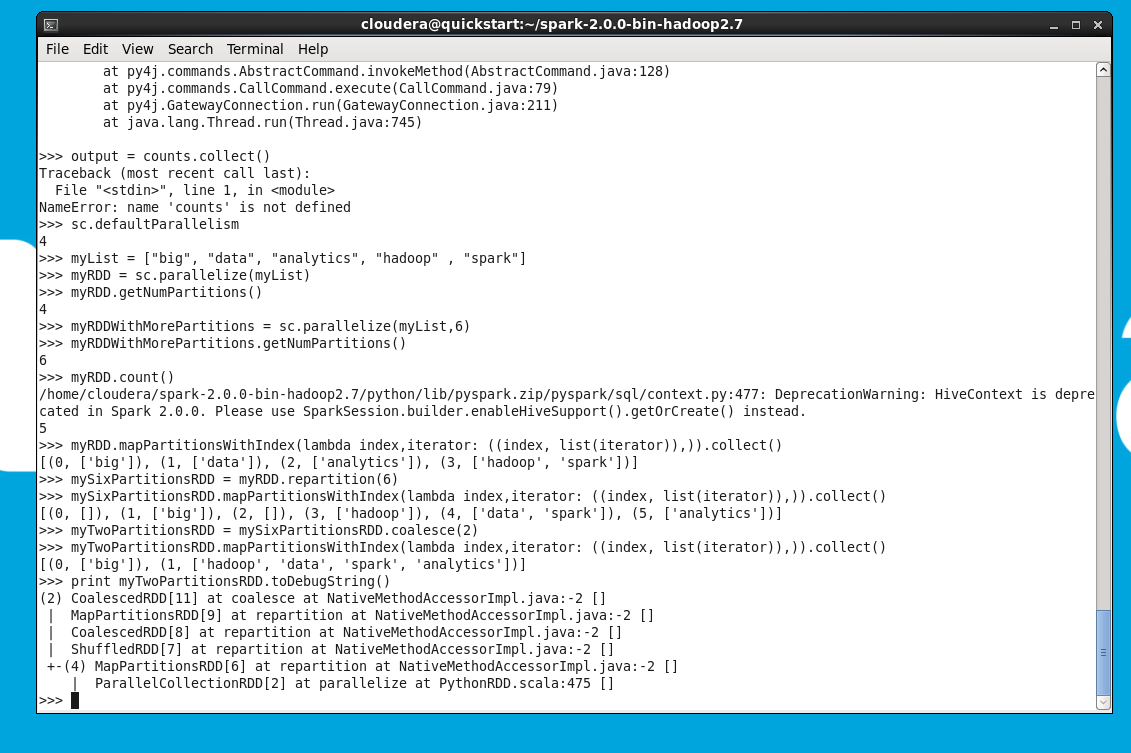 cloudera@quickstart:~/spark-2.0.0-bin-hadoop2.7
File Edit View Search Terminal Help
        at py4j.commands.AbstractCommand.invokeMethod(AbstractCommand.java:128)
        at py4j.commands.CallCommand.execute(CallCommand.java:79)
        at py4j.GatewayConnection.run(GatewayConnection.java:211)
        at java.lang.Thread.run(Thread.java:745)

>>> output = counts.collect()
Traceback (most recent call last):
  File "<stdin>", line 1, in <module>
NameError: name 'counts' is not defined
>>> sc.defaultParallelism
4
>>> myList = ["big", "data", "analytics", "hadoop" , "spark"]
>>> myRDD = sc.parallelize(myList)
>>> myRDD.getNumPartitions()
4
>>> myRDDWithMorePartitions = sc.parallelize(myList,6)
>>> myRDDWithMorePartitions.getNumPartitions()
6
>>> myRDD.count()
/home/cloudera/spark-2.0.0-bin-hadoop2.7/python/lib/pyspark.zip/pyspark/sql/context.py:477: DeprecationWarning: HiveContext is depre
cated in Spark 2.0.0. Please use SparkSession.builder.enableHiveSupport().getOrCreate() instead.
5
>>> myRDD.mapPartitionsWithIndex(lambda index,iterator: ((index, list(iterator)),)).collect()
[(0, ['big']), (1, ['data']), (2, ['analytics']), (3, ['hadoop', 'spark'])]
>>> mySixPartitionsRDD = myRDD.repartition(6)
>>> mySixPartitionsRDD.mapPartitionsWithIndex(lambda index,iterator: ((index, list(iterator)),)).collect()
[(0, []), (1, ['big']), (2, []), (3, ['hadoop']), (4, ['data', 'spark']), (5, ['analytics'])]
>>> myTwoPartitionsRDD = mySixPartitionsRDD.coalesce(2)
>>> myTwoPartitionsRDD.mapPartitionsWithIndex(lambda index,iterator: ((index, list(iterator)),)).collect()
[(0, ['big']), (1, ['hadoop', 'data', 'spark', 'analytics'])]
>>> print myTwoPartitionsRDD.toDebugString()
(2) CoalescedRDD[11] at coalesce at NativeMethodAccessorImpl.java:-2 []
 |  MapPartitionsRDD[9] at repartition at NativeMethodAccessorImpl.java:-2 []
 |  CoalescedRDD[8] at repartition at NativeMethodAccessorImpl.java:-2 []
 |  ShuffledRDD[7] at repartition at NativeMethodAccessorImpl.java:-2 []
 +-(4) MapPartitionsRDD[6] at repartition at NativeMethodAccessorImpl.java:-2 []
    |  ParallelCollectionRDD[2] at parallelize at PythonRDD.scala:475 []
>>>